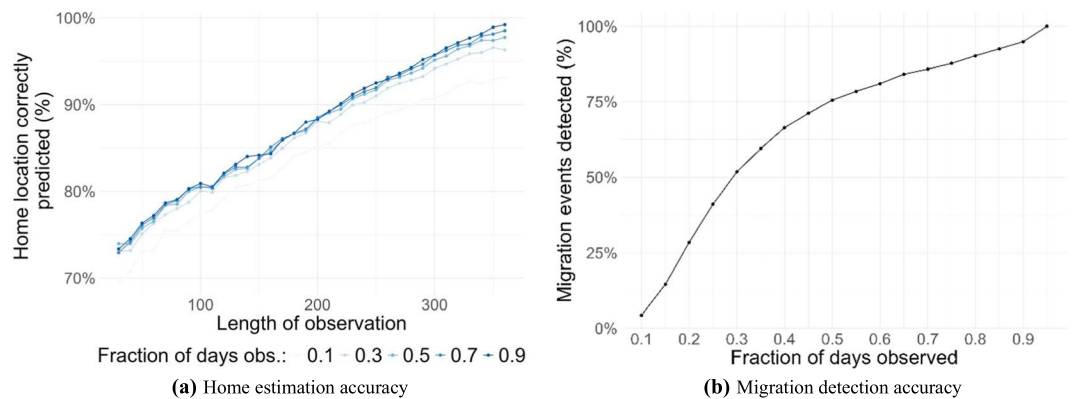 100%
90%
80%
70%
Home location correctly
predicted (%)
100 200 300
Length of observation
Fraction of days obs.: 0.1 0.3 0.5 0.7 0.9
(a) Home estimation accuracy
100%
75%
50%
25%
0%
Migration events detected (%)
0.1 0.2 0.3 0.4 0.5 0.6 0.7 0.8 0.9
Fraction of days observed
(b) Migration detection accuracy